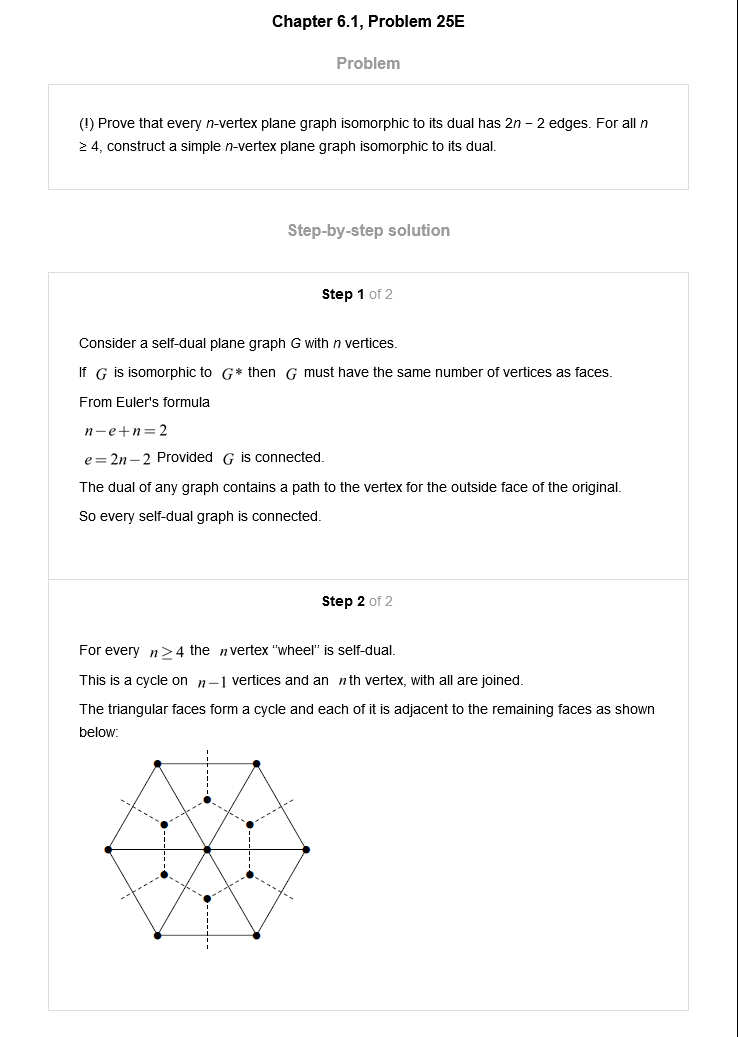 Chapter 6.1, Problem 25E
Problem
(!) Prove that every n-vertex plane graph isomorphic to its dual has 2n − 2 edges. For all n
≥ 4, construct a simple n-vertex plane graph isomorphic to its dual.
Step-by-step solution
Step 1 of 2
Consider a self-dual plane graph G with n vertices.
If G is isomorphic to G* then G must have the same number of vertices as faces.
From Euler's formula
n−e+n=2
e=2n−2 Provided G is connected.
The dual of any graph contains a path to the vertex for the outside face of the original.
So every self-dual graph is connected.
Step 2 of 2
For every n≥4 the n vertex “wheel” is self-dual.
This is a cycle on n−1 vertices and an nth vertex, with all are joined.
The triangular faces form a cycle and each of it is adjacent to the remaining faces as shown
below: